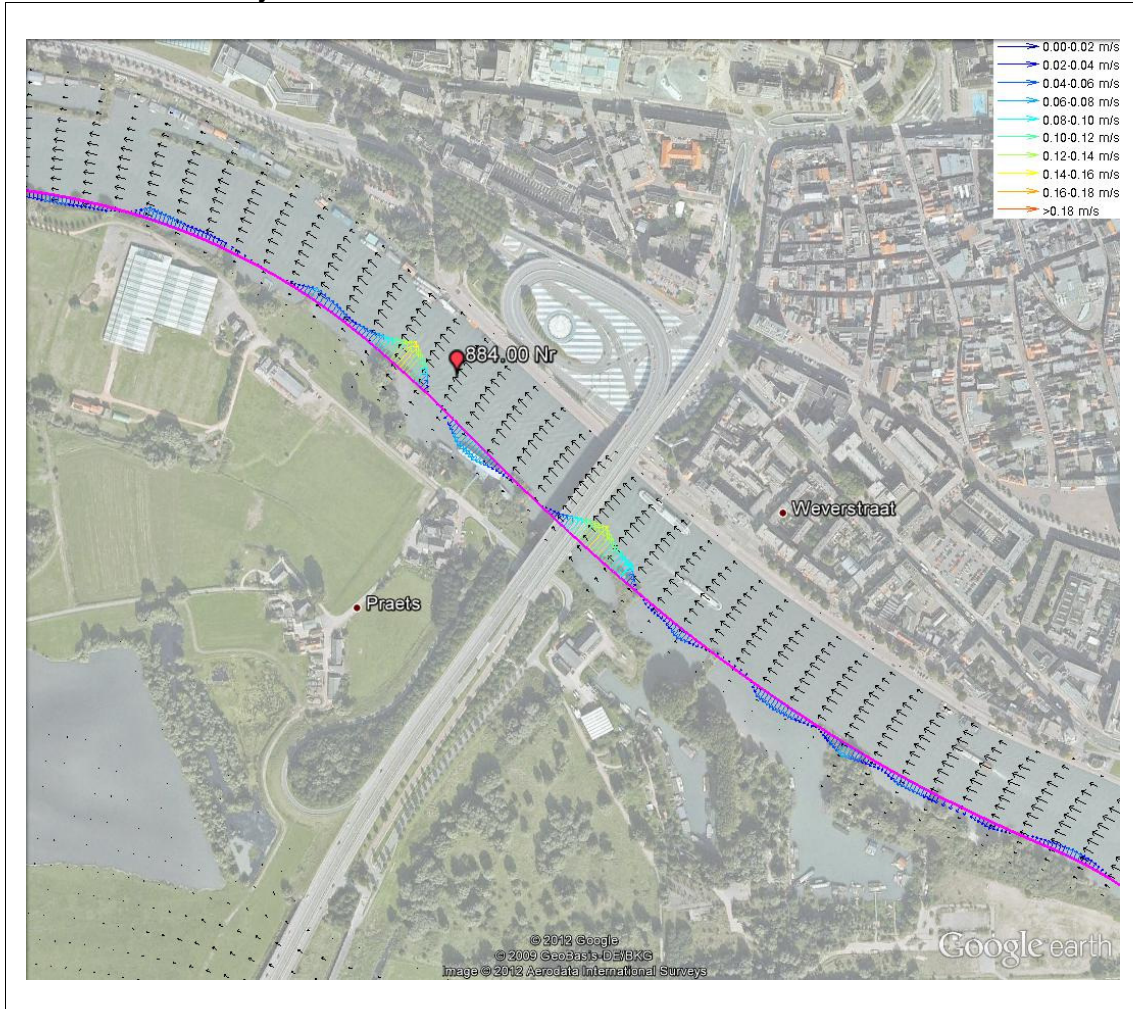 0.00-0.02 m/s
0.02-0.04 m/s
0.04-0.06 m/s
0.06-0.08 m/s
0.08-0.10 m/s
0.10-0.12 m/s
0.12-0.14 m/s
0.14-0.16 m/s
0.16-0.18 m/s
>0.18 m/s
884.00 Nr
Weverstraat
Praets
© 2012 Google
© 2009 GeoBasis-DE/BKG
Image © 2012 Aerodata International Surveys
Google earth